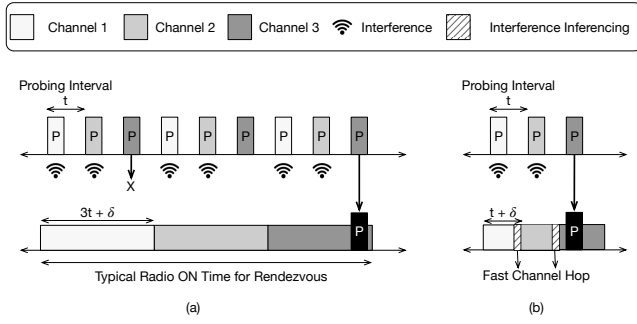 Channel 1 Channel 2 Channel 3 Interference Interference Inferencing
Probing Interval
t
P P P P P P P P P
X
3t + δ
P
Typical Radio ON Time for Rendezvous
(a)
Probing Interval
t
P P P
t + δ
P
Fast Channel Hop
(b)